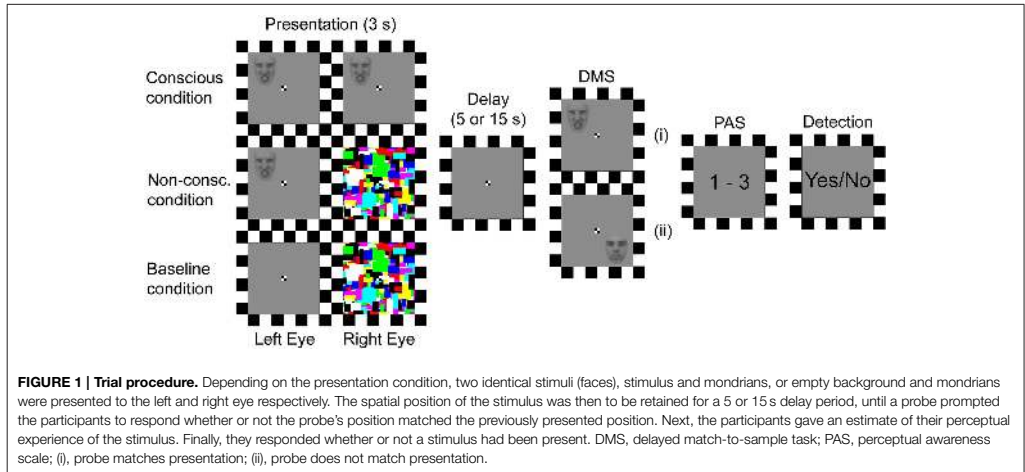 Presentation (3 s)
Conscious
condition
Non-consc.
condition
Baseline
condition
Left Eye Right Eye
Delay
(5 or 15 s)
DMS
(i)
(ii)
PAS
1 - 3
Detection
Yes/No
FIGURE 1 | Trial procedure. Depending on the presentation condition, two identical stimuli (faces), stimulus and mondrians, or empty background and mondrians
were presented to the left and right eye respectively. The spatial position of the stimulus was then to be retained for a 5 or 15 s delay period, until a probe prompted
the participants to respond whether or not the probe's position matched the previously presented position. Next, the participants gave an estimate of their perceptual
experience of the stimulus. Finally, they responded whether or not a stimulus had been present. DMS, delayed match-to-sample task; PAS, perceptual awareness
scale; (i), probe matches presentation; (ii), probe does not match presentation.